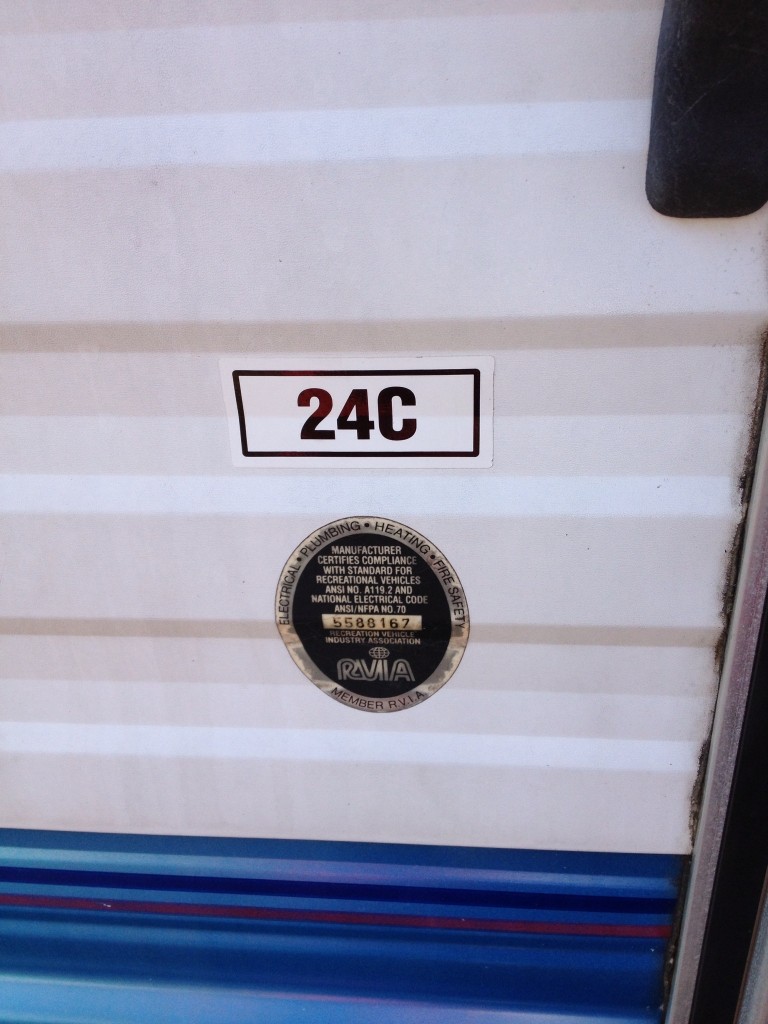 24C
ELECTRICAL • PLUMBING • HEATING • FIRE SAFETY
MANUFACTURER
CERTIFIES COMPLIANCE
WITH STANDARD FOR
RECREATIONAL VEHICLES
ANSI NO. A119.2 AND
NATIONAL ELECTRICAL CODE
ANSI/NFPA NO. 70
5586167
RECREATION VEHICLE
INDUSTRY ASSOCIATION
RVIA
MEMBER R.V.I.A.